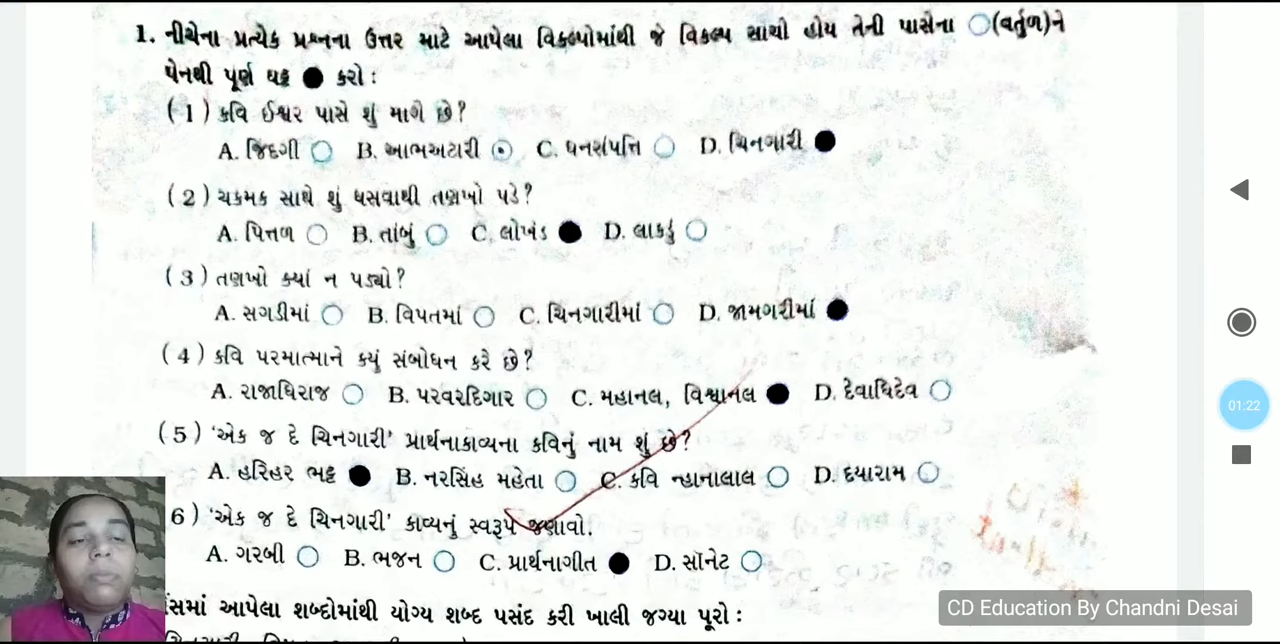 1. નીચેના પ્રત્યેક પ્રશ્નના ઉત્તર માટે આપેલા વિકલ્પોમાંથી જે વિકલ્પ સાચો હોય તેની પાસેના ○(વર્તુળ)ને
પેનથી પૂર્ણ ઘટ્ટ ● કરો :
(1) કવિ ઈશ્વર પાસે શું માગે છે?
A. જિંદગી ○ B. આભઅટારી ○ C. ધનસંપત્તિ ○ D. ચિનગારી ●
(2) ચકમક સાથે શું ઘસવાથી તણખો પડે?
A. પિત્તળ ○ B. તાંબું ○ C. લોખંડ ● D. લાકડું ○
(3) તણખો ક્યાં ન પડ્યો?
A. સગડીમાં ○ B. વિપતમાં ○ C. ચિનગારીમાં ○ D. જામગરીમાં ●
(4) કવિ પરમાત્માને કયું સંબોધન કરે છે?
A. રાજાધિરાજ ○ B. પરવરદિગાર ○ C. મહાનલ, વિશ્વાનલ ● D. દેવાધિદેવ ○
(5) ‘એક જ દે ચિનગારી’ પ્રાર્થનાકાવ્યના કવિનું નામ શું છે?
A. હરિહર ભટ્ટ ● B. નરસિંહ મહેતા ○ C. કવિ ન્હાનાલાલ ○ D. દયારામ ○
6) ‘એક જ દે ચિનગારી’ કાવ્યનું સ્વરૂપ જણાવો.
A. ગરબી ○ B. ભજન ○ C. પ્રાર્થનાગીત ● D. સૉનેટ ○
આપેલા શબ્દોમાંથી યોગ્ય શબ્દ પસંદ કરી ખાલી જગ્યા પૂરો :
01:22
CD Education By Chandni Desai